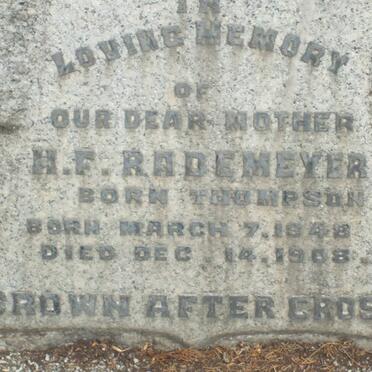 IN
LOVING MEMORY
OF
OUR DEAR MOTHER
H.F. RADEMEYER
BORN THOMPSON
BORN MARCH 7, 1848
DIED DEC 14, 1908.
CROWN AFTER CROSS